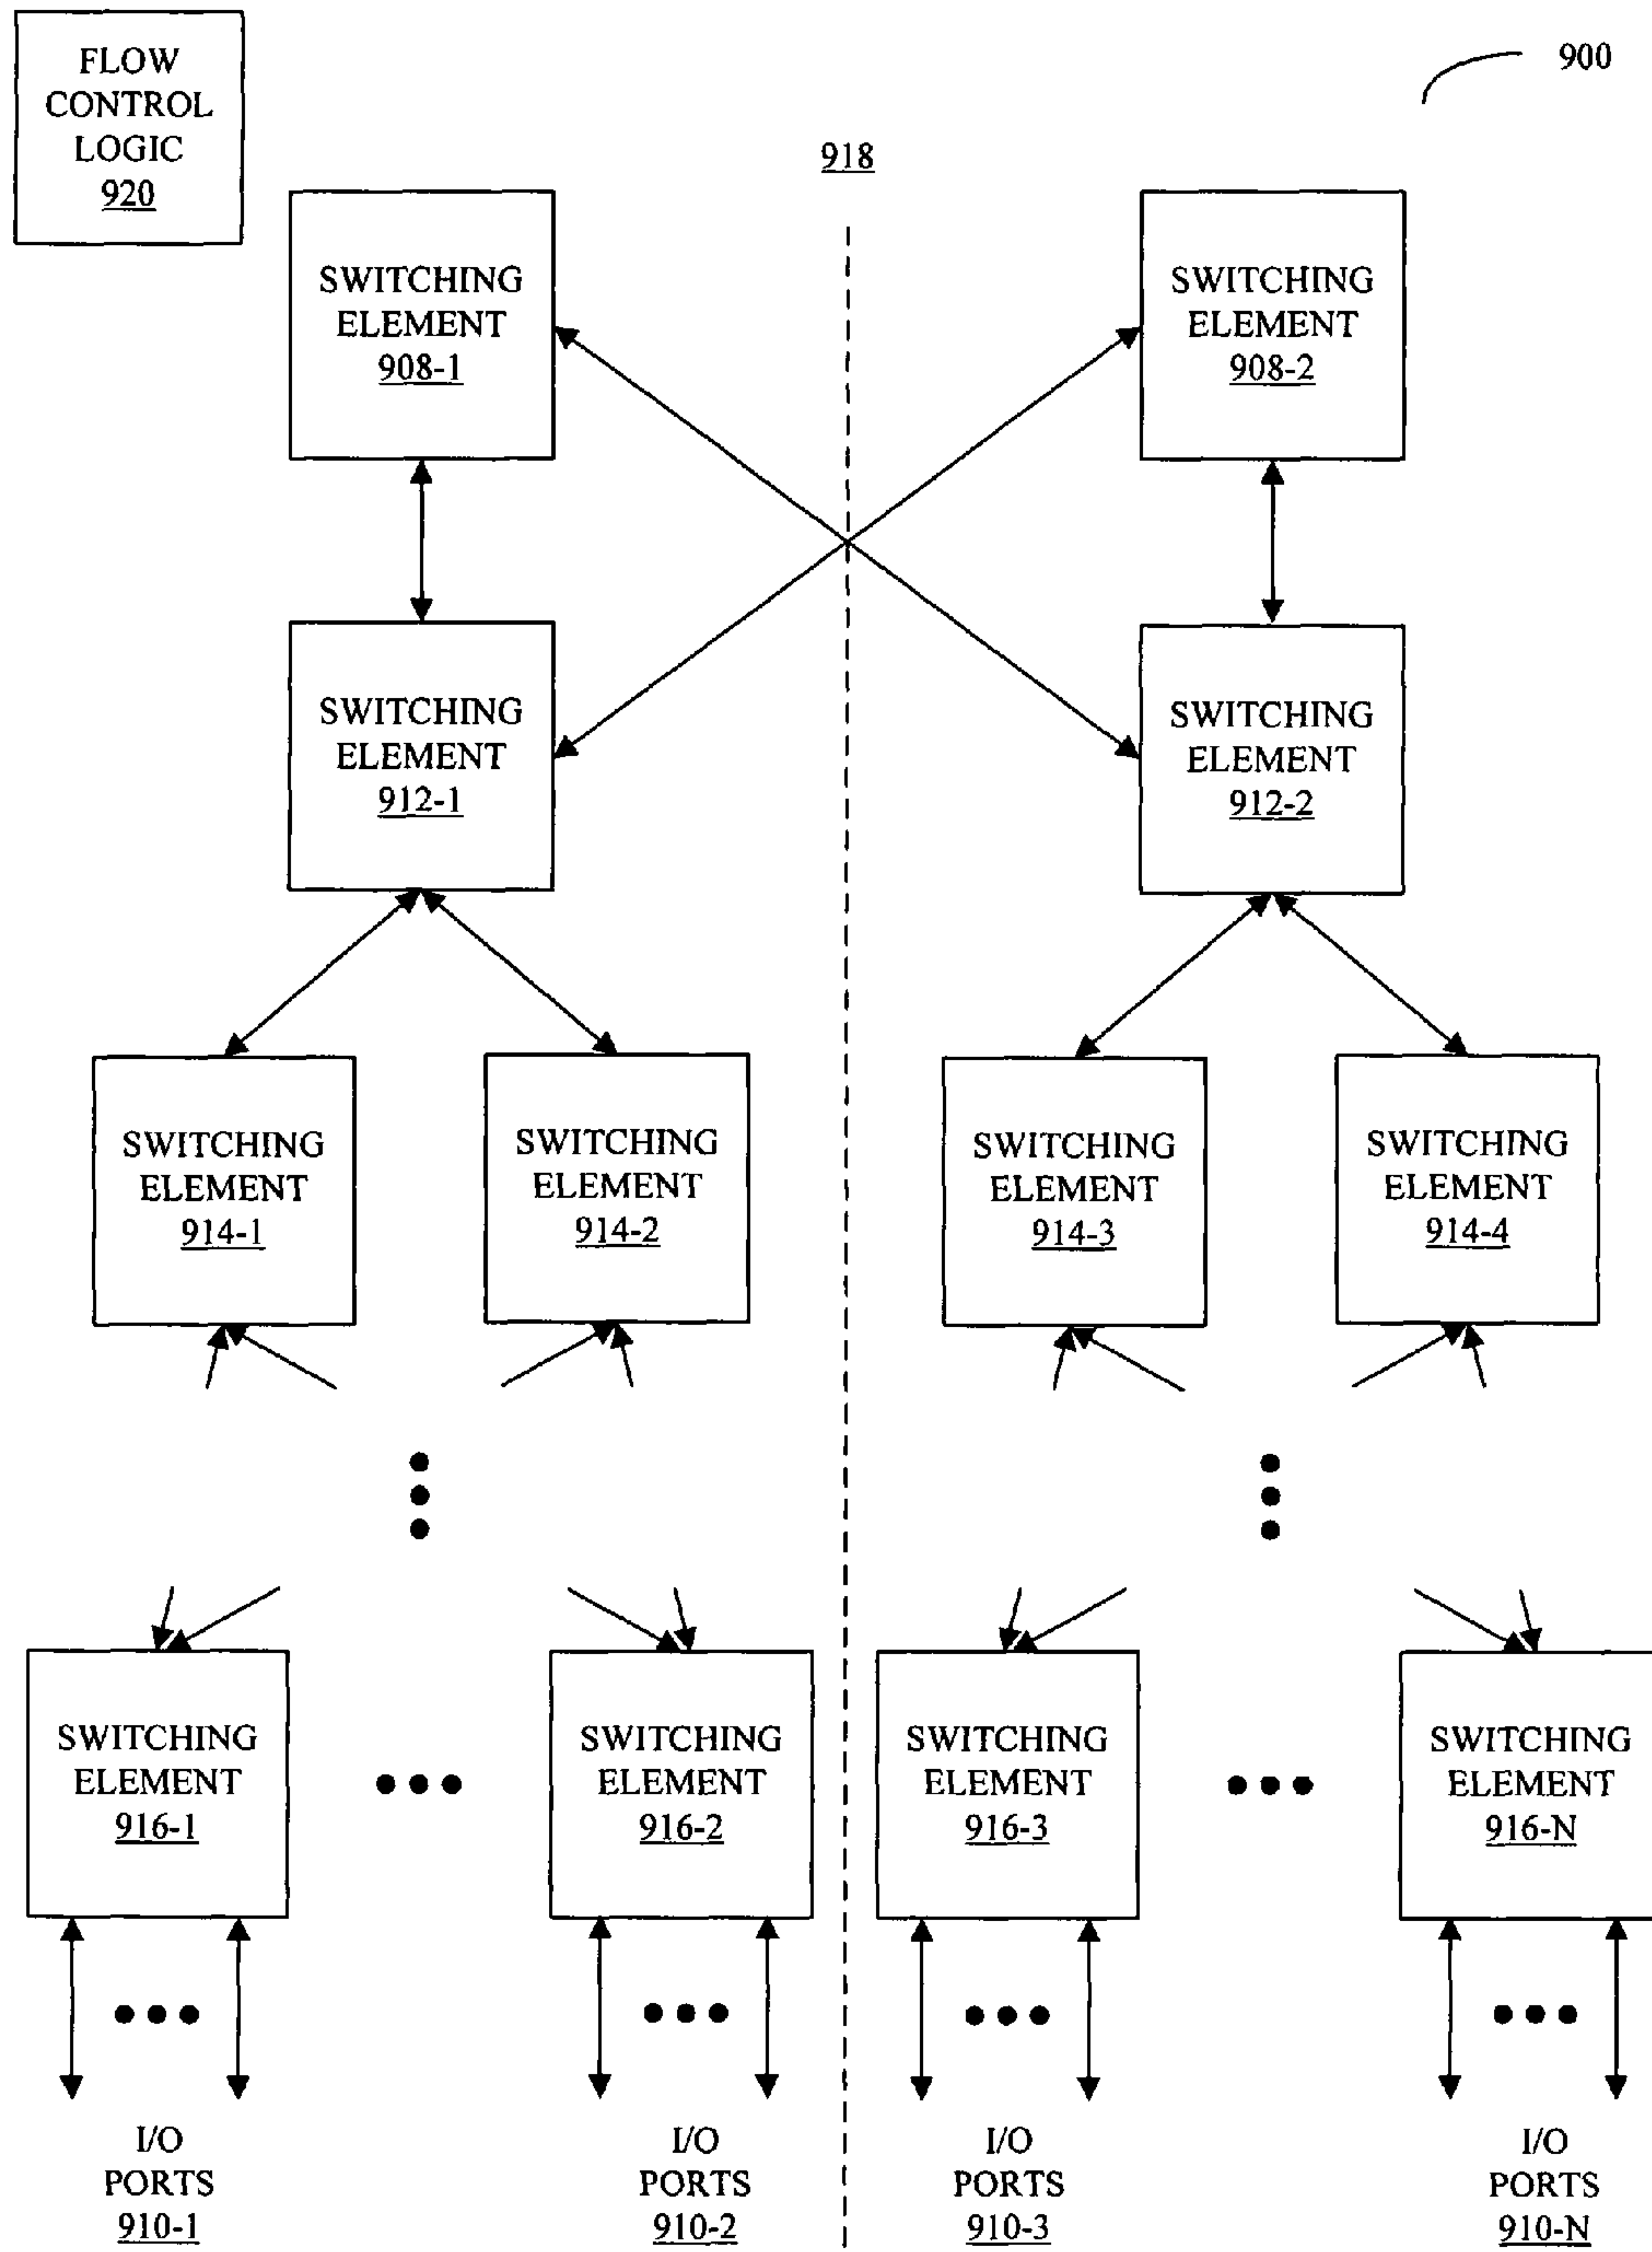 FLOW
CONTROL
LOGIC
920
900
918
SWITCHING
ELEMENT
908-1
SWITCHING
ELEMENT
908-2
SWITCHING
ELEMENT
912-1
SWITCHING
ELEMENT
912-2
SWITCHING
ELEMENT
914-1
SWITCHING
ELEMENT
914-2
SWITCHING
ELEMENT
914-3
SWITCHING
ELEMENT
914-4
SWITCHING
ELEMENT
916-1
SWITCHING
ELEMENT
916-2
SWITCHING
ELEMENT
916-3
SWITCHING
ELEMENT
916-N
I/O
PORTS
910-1
I/O
PORTS
910-2
I/O
PORTS
910-3
I/O
PORTS
910-N